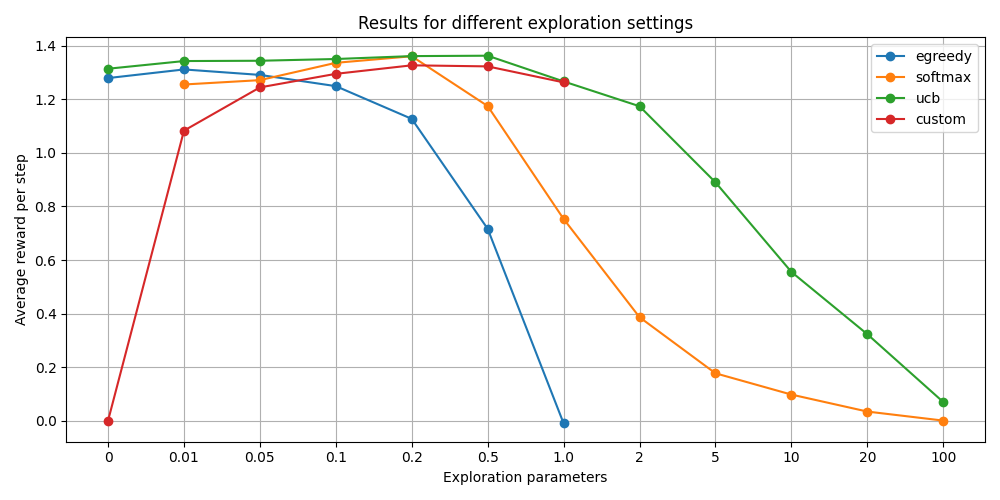 Results for different exploration settings
1.4
1.2
1.0
0.8
0.6
0.4
0.2
0.0
Average reward per step
egreedy
softmax
ucb
custom
0 0.01 0.05 0.1 0.2 0.5 1.0 2 5 10 20 100
Exploration parameters